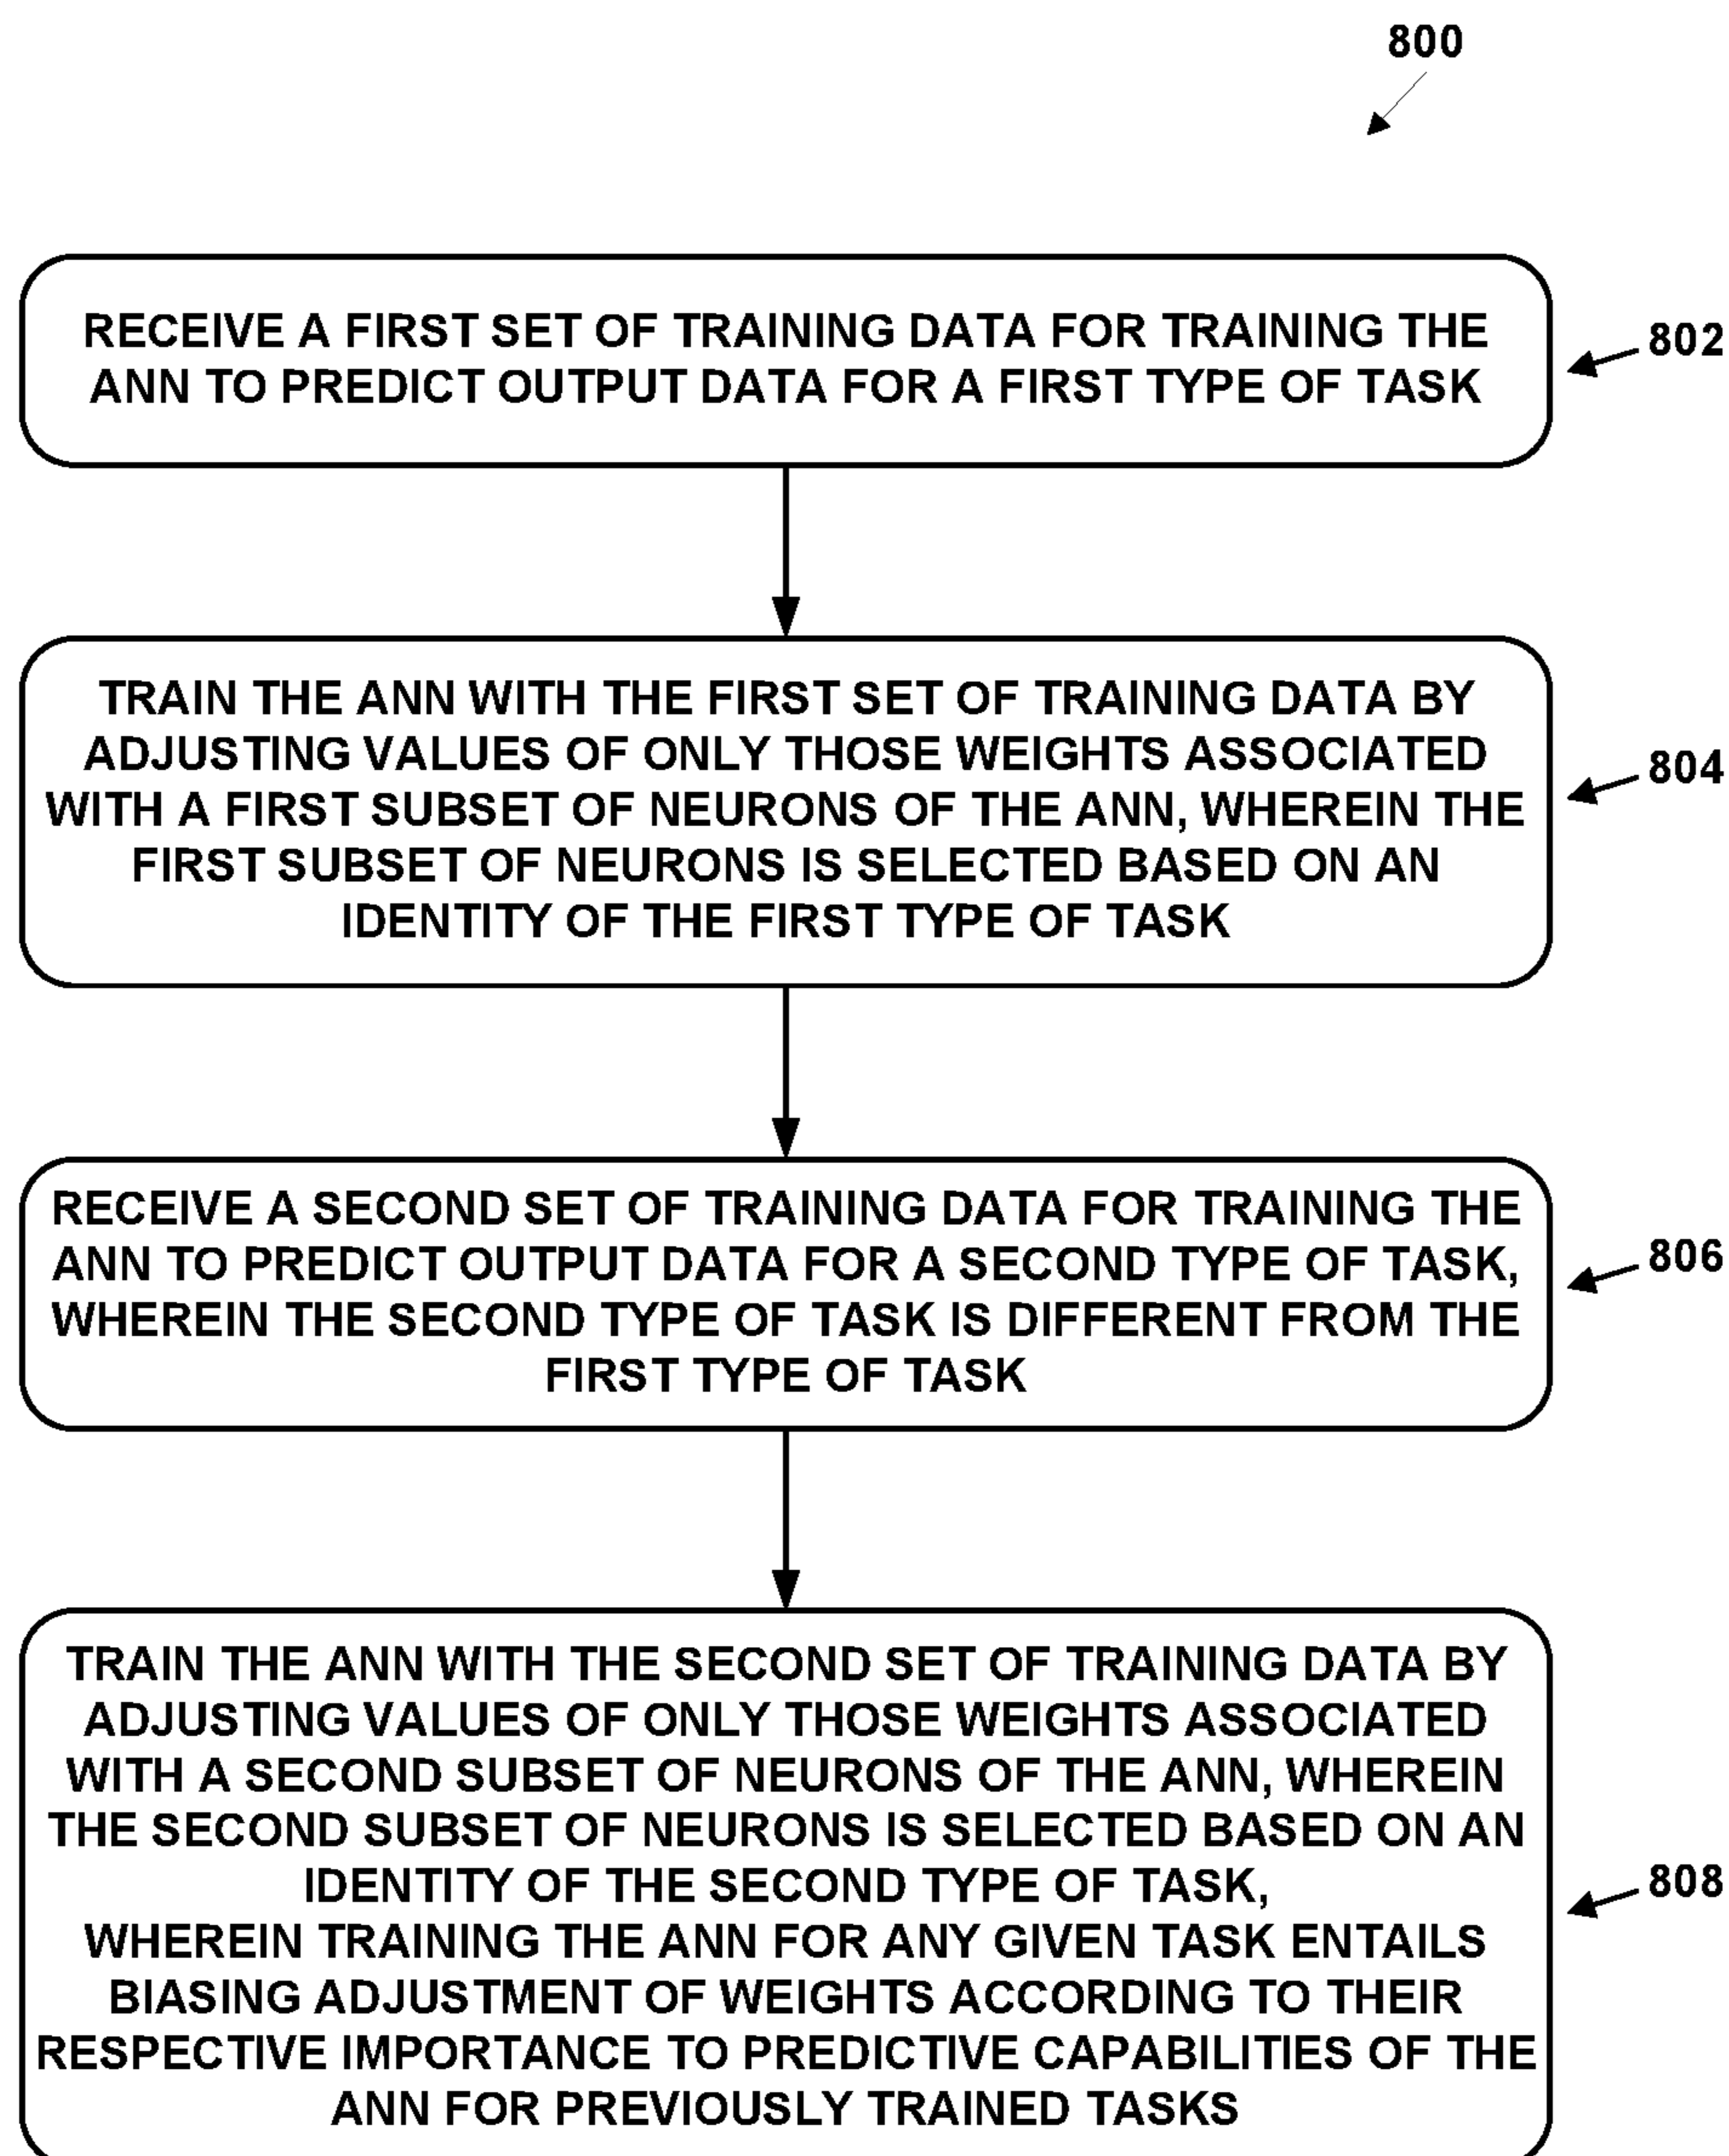 800
RECEIVE A FIRST SET OF TRAINING DATA FOR TRAINING THE
ANN TO PREDICT OUTPUT DATA FOR A FIRST TYPE OF TASK
802
TRAIN THE ANN WITH THE FIRST SET OF TRAINING DATA BY
ADJUSTING VALUES OF ONLY THOSE WEIGHTS ASSOCIATED
WITH A FIRST SUBSET OF NEURONS OF THE ANN, WHEREIN THE
FIRST SUBSET OF NEURONS IS SELECTED BASED ON AN
IDENTITY OF THE FIRST TYPE OF TASK
804
RECEIVE A SECOND SET OF TRAINING DATA FOR TRAINING THE
ANN TO PREDICT OUTPUT DATA FOR A SECOND TYPE OF TASK,
WHEREIN THE SECOND TYPE OF TASK IS DIFFERENT FROM THE
FIRST TYPE OF TASK
806
TRAIN THE ANN WITH THE SECOND SET OF TRAINING DATA BY
ADJUSTING VALUES OF ONLY THOSE WEIGHTS ASSOCIATED
WITH A SECOND SUBSET OF NEURONS OF THE ANN, WHEREIN
THE SECOND SUBSET OF NEURONS IS SELECTED BASED ON AN
IDENTITY OF THE SECOND TYPE OF TASK,
WHEREIN TRAINING THE ANN FOR ANY GIVEN TASK ENTAILS
BIASING ADJUSTMENT OF WEIGHTS ACCORDING TO THEIR
RESPECTIVE IMPORTANCE TO PREDICTIVE CAPABILITIES OF THE
ANN FOR PREVIOUSLY TRAINED TASKS
808